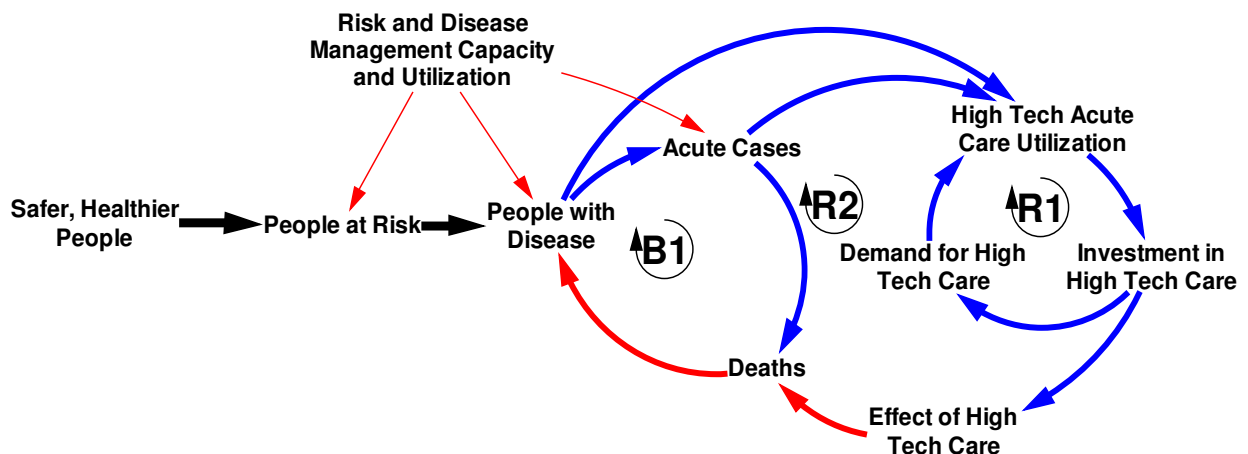 Risk and Disease
Management Capacity
and Utilization
High Tech Acute
Care Utilization
Acute Cases
Safer, Healthier
People
People at Risk
People with
Disease
B1
R2
R1
Demand for High
Tech Care
Investment in
High Tech Care
Deaths
Effect of High
Tech Care